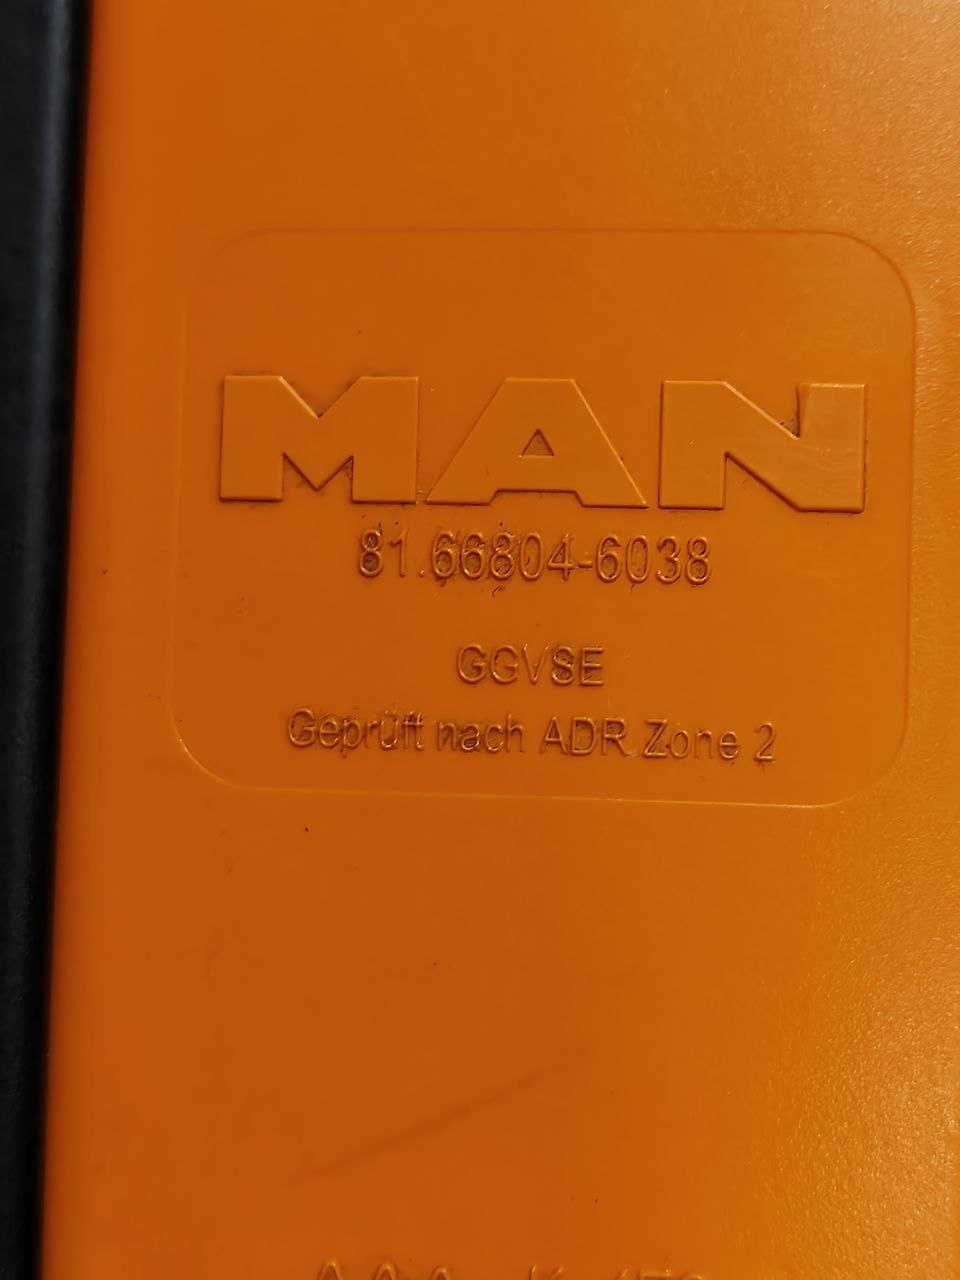 MAN
81.66804-6038
GGVSE
Geprüft nach ADR Zone 2